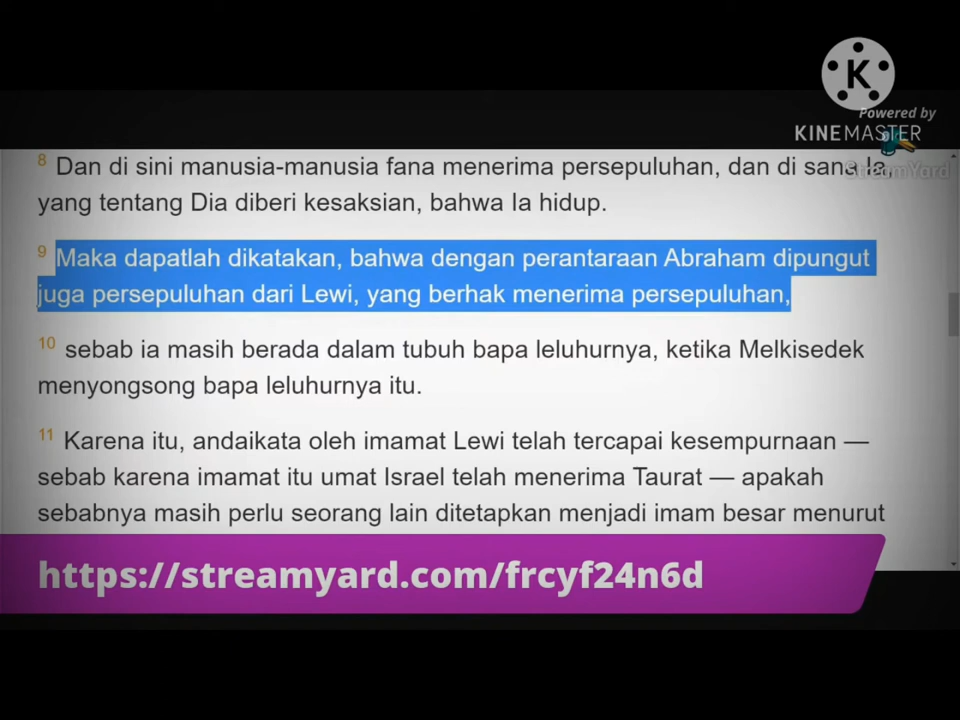 Powered by
KINEMASTER
StreamYard
8 Dan di sini manusia-manusia fana menerima persepuluhan, dan di sana Ia,
yang tentang Dia diberi kesaksian, bahwa Ia hidup.
9 Maka dapatlah dikatakan, bahwa dengan perantaraan Abraham dipungut
juga persepuluhan dari Lewi, yang berhak menerima persepuluhan,
10 sebab ia masih berada dalam tubuh bapa leluhurnya, ketika Melkisedek
menyongsong bapa leluhurnya itu.
11 Karena itu, andaikata oleh imamat Lewi telah tercapai kesempurnaan —
sebab karena imamat itu umat Israel telah menerima Taurat — apakah
sebabnya masih perlu seorang lain ditetapkan menjadi imam besar menurut
https://streamyard.com/frcyf24n6d